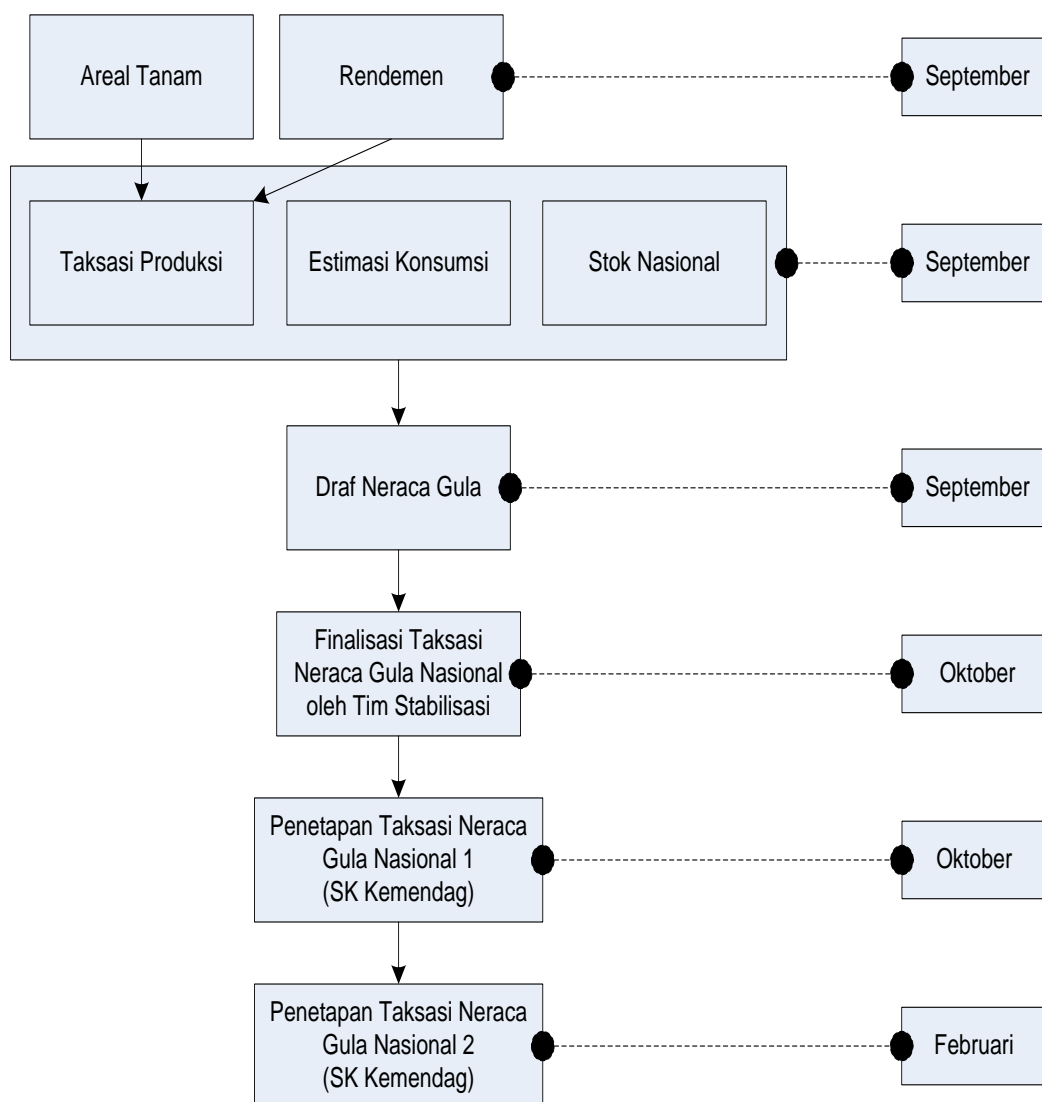 Areal Tanam
Rendemen
September
Taksasi Produksi
Estimasi Konsumsi
Stok Nasional
September
Draf Neraca Gula
September
Finalisasi Taksasi
Neraca Gula Nasional
oleh Tim Stabilisasi
Oktober
Penetapan Taksasi Neraca
Gula Nasional 1
(SK Kemendag)
Oktober
Penetapan Taksasi Neraca
Gula Nasional 2
(SK Kemendag)
Februari